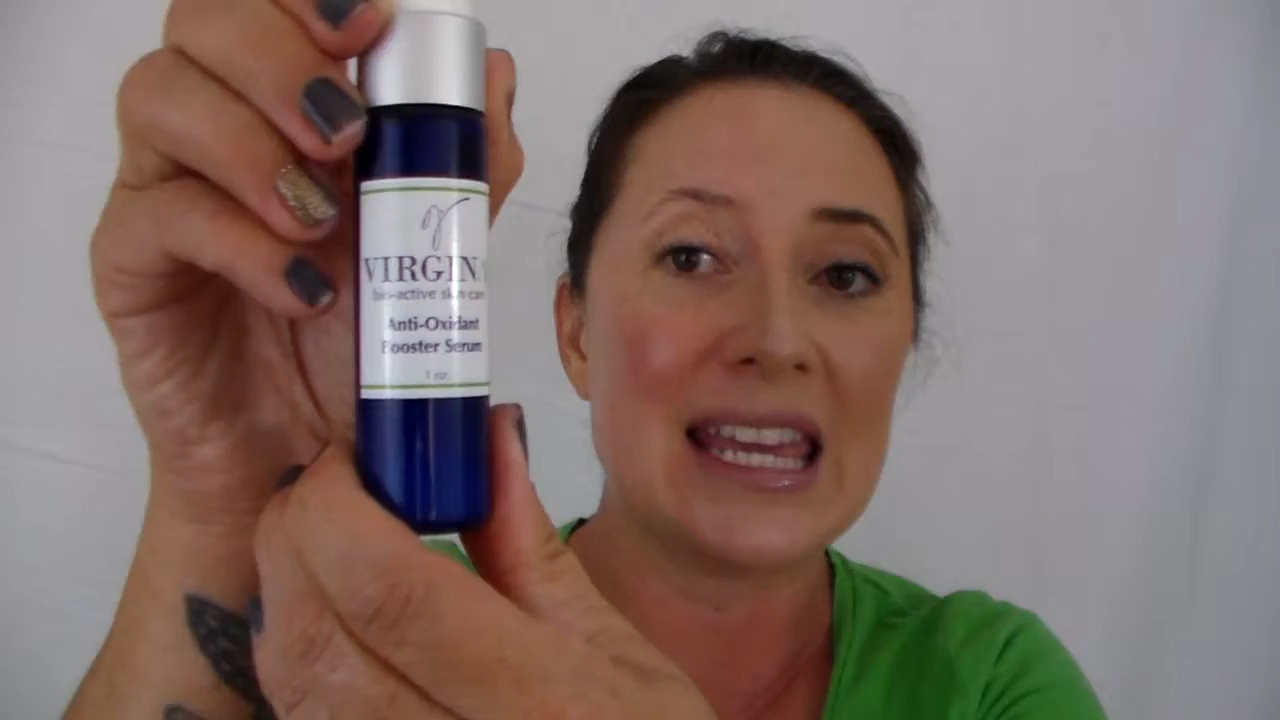 VIRGIN
bio-active skin care
Anti-Oxidant
Booster Serum
1 oz